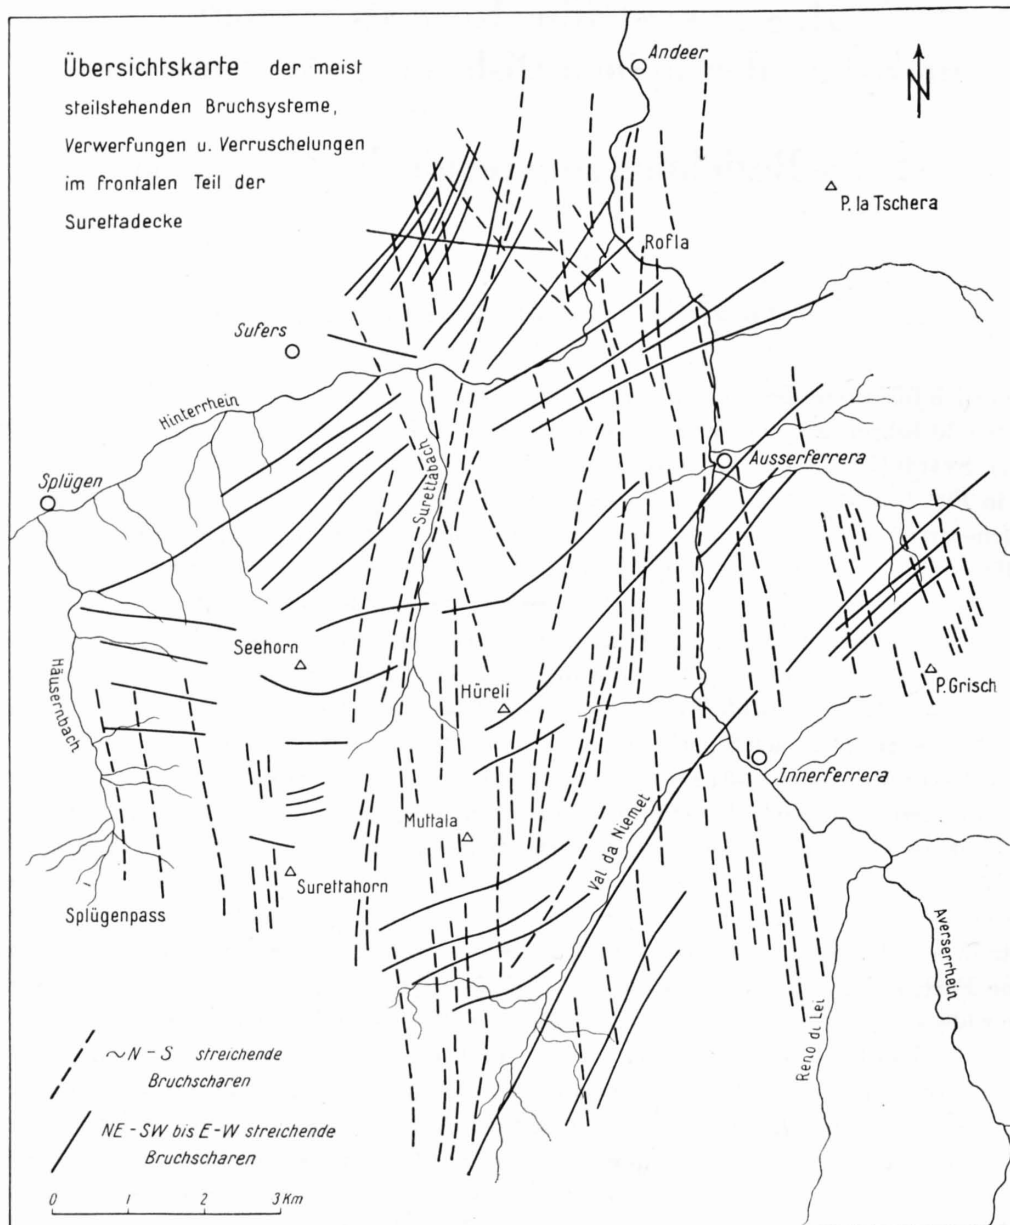 Übersichtskarte der meist
steilstehenden Bruchsysteme,
Verwerfungen u. Verruschelungen
im frontalen Teil der
Surettadecke
Andeer
N
P. la Tschera
Rofla
Sufers
Hinterrhein
Splügen
Surettabach
Ausserferrera
Seehorn
Häusernbach
Hüreli
P. Grisch
Innerferrera
Muttala
Val da Niemet
Surettahorn
Splügenpass
Averserrhein
Reno di Lei
~N-S streichende
Bruchscharen
NE-SW bis E-W streichende
Bruchscharen
0 1 2 3 Km